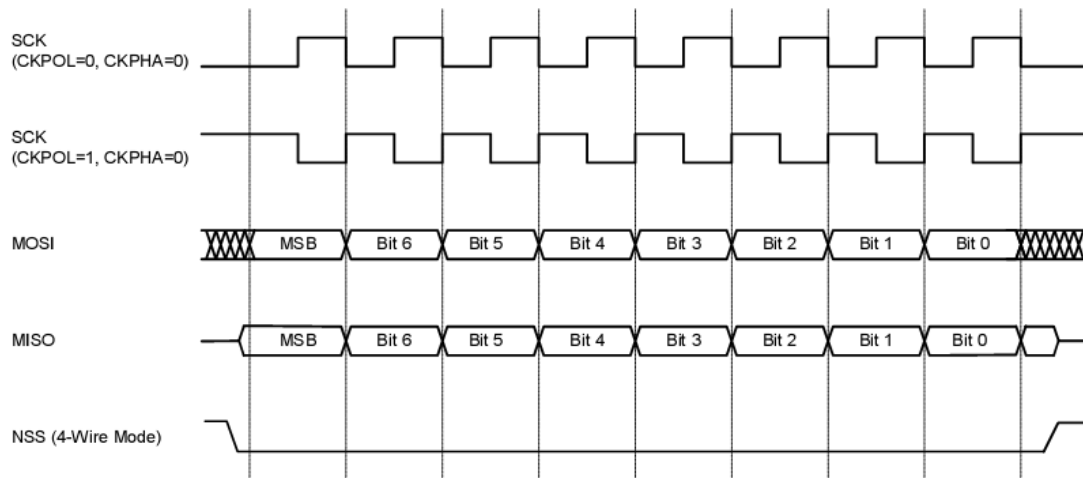 SCK
(CKPOL=0, CKPHA=0)
SCK
(CKPOL=1, CKPHA=0)
MOSI MSB Bit 6 Bit 5 Bit 4 Bit 3 Bit 2 Bit 1 Bit 0
MISO MSB Bit 6 Bit 5 Bit 4 Bit 3 Bit 2 Bit 1 Bit 0
NSS (4-Wire Mode)